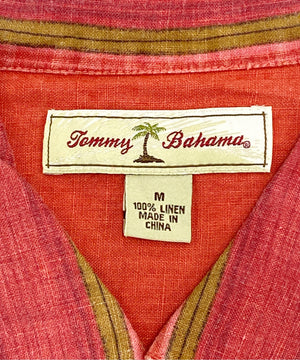 Tommy Bahama®
M
100% LINEN
MADE IN
CHINA